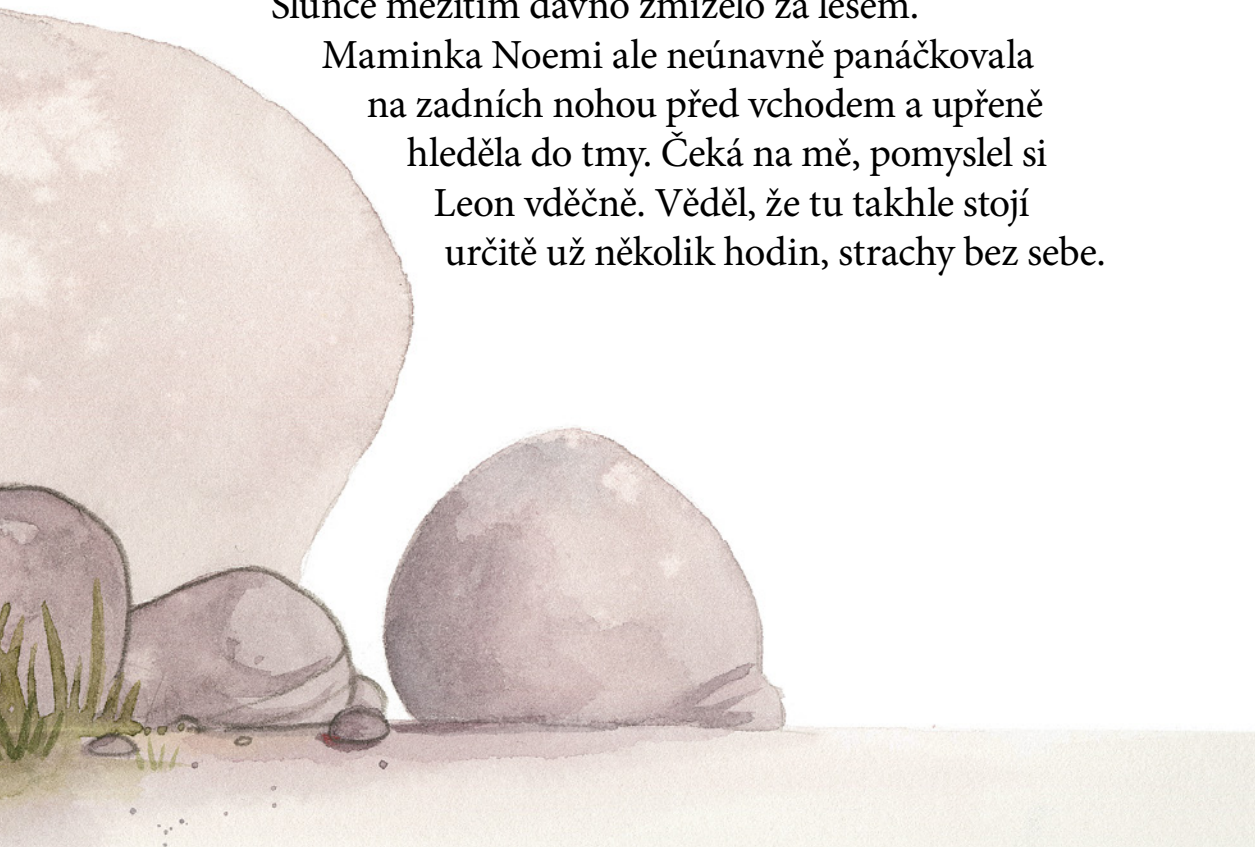 Slunce mezitím dávno zmizelo za lesem.
Maminka Noemi ale neúnavně panáčkovala
na zadních nohou před vchodem a upřeně
hleděla do tmy. Čeká na mě, pomyslel si
Leon vděčně. Věděl, že tu takhle stojí
určitě už několik hodin, strachy bez sebe.